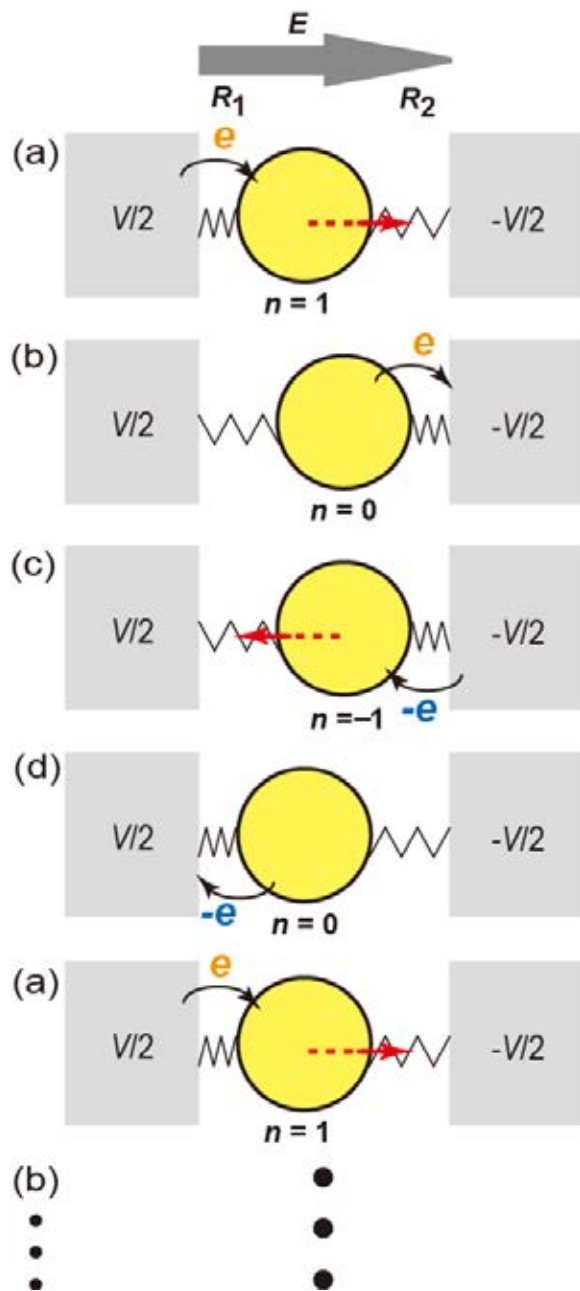 E
R1 R2
(a) e
V/2 -V/2
n = 1
(b) e
V/2 -V/2
n = 0
(c)
V/2 -V/2
n =–1 -e
(d)
V/2 -V/2
-e n = 0
(a) e
V/2 -V/2
n = 1
(b)